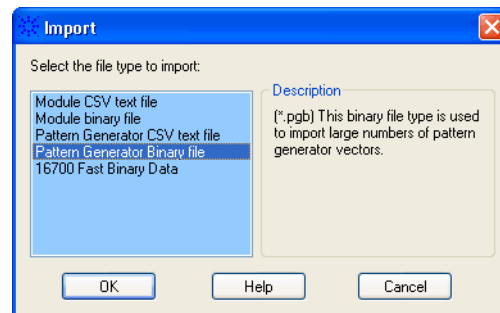 Import
Select the file type to import:
Module CSV text file
Module binary file
Pattern Generator CSV text file
Pattern Generator Binary file
16700 Fast Binary Data
Description
(*.pgb) This binary file type is used
to import large numbers of pattern
generator vectors.
OK
Help
Cancel